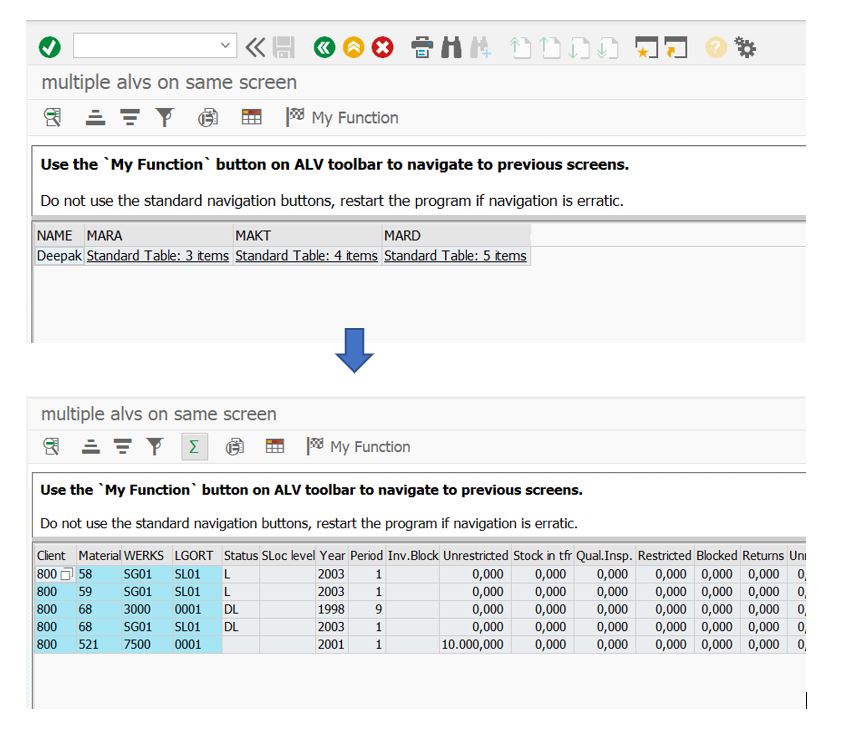 multiple alvs on same screen
My Function
Use the `My Function` button on ALV toolbar to navigate to previous screens.
Do not use the standard navigation buttons, restart the program if navigation is erratic.
NAME MARA MAKT MARD
Deepak Standard Table: 3 items Standard Table: 4 items Standard Table: 5 items
multiple alvs on same screen
Σ My Function
Use the `My Function` button on ALV toolbar to navigate to previous screens.
Do not use the standard navigation buttons, restart the program if navigation is erratic.
Client Material WERKS LGORT Status SLoc level Year Period Inv.Block Unrestricted Stock in tfr Qual.Insp. Restricted Blocked Returns
800 58 SG01 SL01 L 2003 1 0,000 0,000 0,000 0,000 0,000 0,000
800 59 SG01 SL01 L 2003 1 0,000 0,000 0,000 0,000 0,000 0,000
800 68 3000 0001 DL 1998 9 0,000 0,000 0,000 0,000 0,000 0,000
800 68 SG01 SL01 DL 2003 1 0,000 0,000 0,000 0,000 0,000 0,000
800 521 7500 0001 2001 1 10.000,000 0,000 0,000 0,000 0,000 0,000